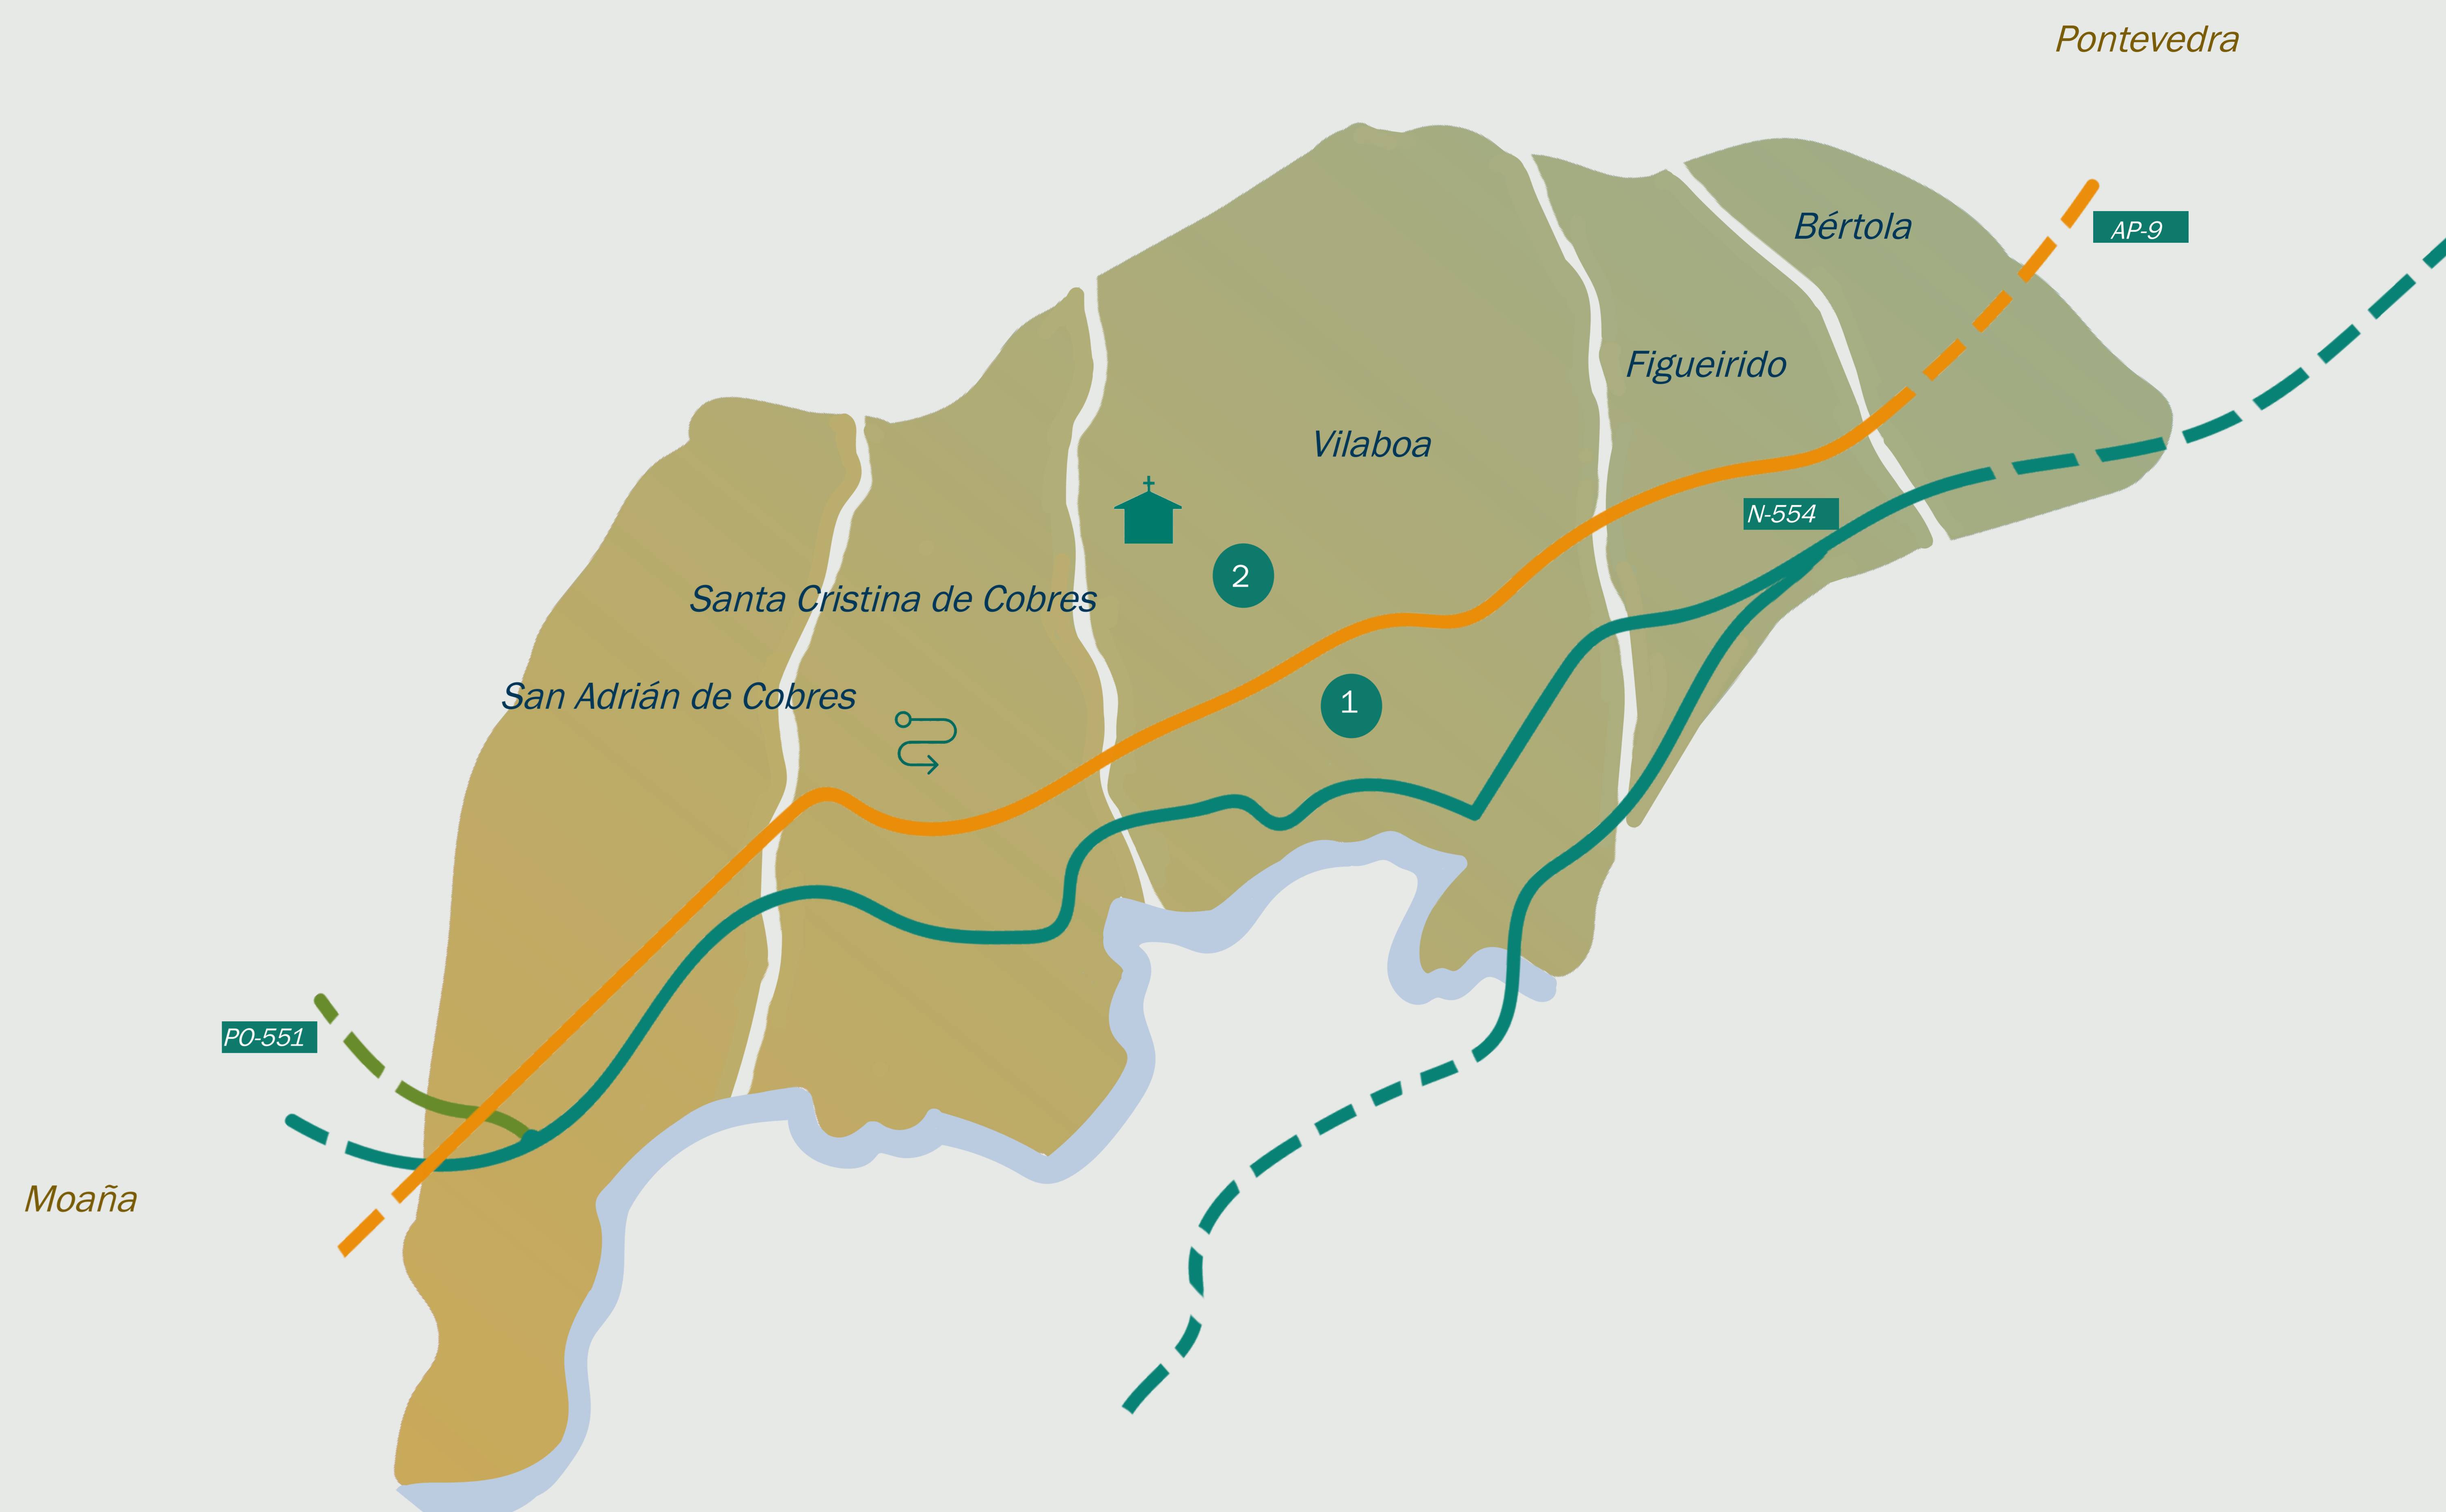 Pontevedra
Bértola
AP-9
Figueirido
Vilaboa
N-554
2
Santa Cristina de Cobres
San Adrián de Cobres
1
PO-551
Moaña